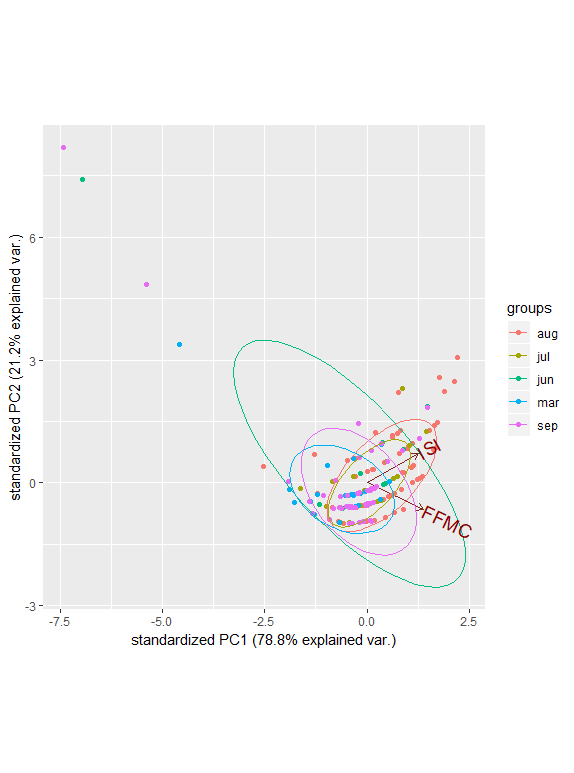 standardized PC2 (21.2% explained var.)
6
3
0
-3
-7.5 -5.0 -2.5 0.0 2.5
standardized PC1 (78.8% explained var.)
ISI
FFMC
groups
aug
jul
jun
mar
sep